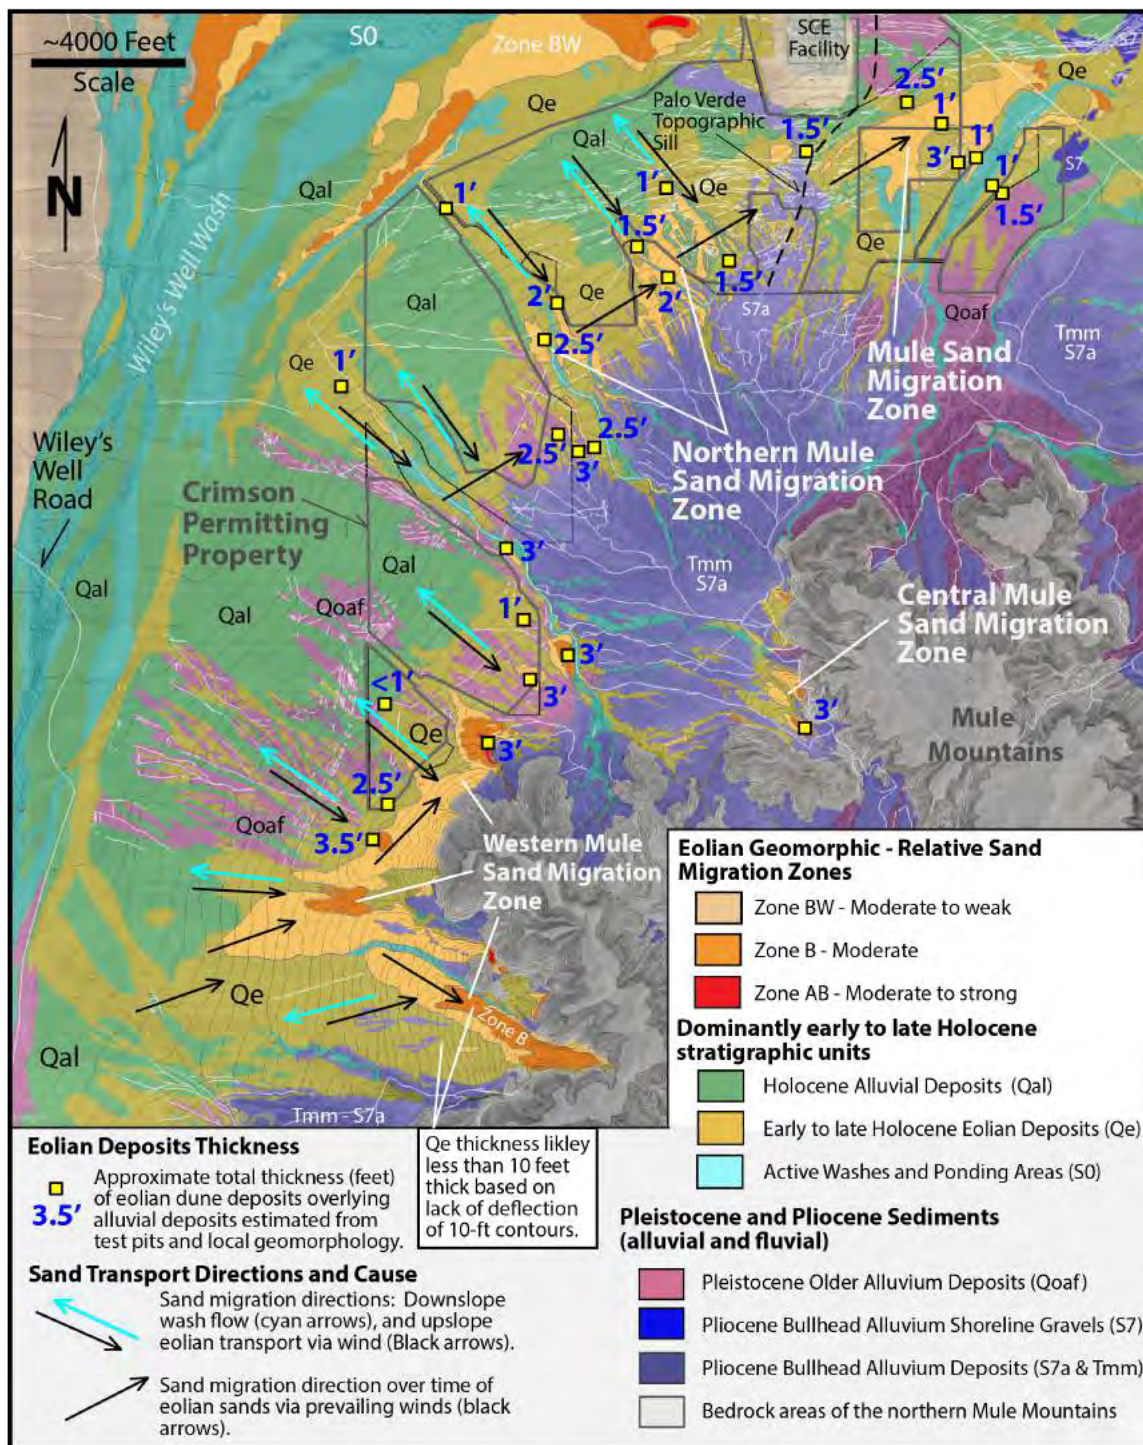 ~4000 Feet
Scale
N
S0
Zone BW
SCE
Facility
Qe
Qe
Palo Verde
Topographic
Sill
2.5'
1'
1.5'
3'
1'
1'
1.5'
S7
Qal
Qal
Qe
1'
1'
1.5'
Qe
Qal
2'
Qe
2'
1.5'
S7a
Qoaf
Tmm
S7a
Wiley's Well Wash
2.5'
Qe
1'
Mule Sand
Migration
Zone
Wiley's
Well
Road
2.5'
2.5'
3'
Northern Mule
Sand Migration
Zone
Crimson
Permitting
Property
Qal
3'
Tmm
S7a
Qal
Qal
Qoaf
1'
Central Mule
Sand Migration
Zone
3'
3'
<1'
Qe
3'
3'
Mule
Mountains
2.5'
Qoaf
3.5'
Western Mule
Sand Migration
Zone
Qe
Zone B
Qal
Tmm - S7a
Eolian Geomorphic - Relative Sand
Migration Zones
Zone BW - Moderate to weak
Zone B - Moderate
Zone AB - Moderate to strong
Dominantly early to late Holocene
stratigraphic units
Holocene Alluvial Deposits (Qal)
Early to late Holocene Eolian Deposits (Qe)
Active Washes and Ponding Areas (S0)
Pleistocene and Pliocene Sediments
(alluvial and fluvial)
Pleistocene Older Alluvium Deposits (Qoaf)
Pliocene Bullhead Alluvium Shoreline Gravels (S7)
Pliocene Bullhead Alluvium Deposits (S7a & Tmm)
Bedrock areas of the northern Mule Mountains
Eolian Deposits Thickness
3.5'
Approximate total thickness (feet)
of eolian dune deposits overlying
alluvial deposits estimated from
test pits and local geomorphology.
Qe thickness likley
less than 10 feet
thick based on
lack of deflection
of 10-ft contours.
Sand Transport Directions and Cause
Sand migration directions: Downslope
wash flow (cyan arrows), and upslope
eolian transport via wind (Black arrows).
Sand migration direction over time of
eolian sands via prevailing winds (black
arrows).